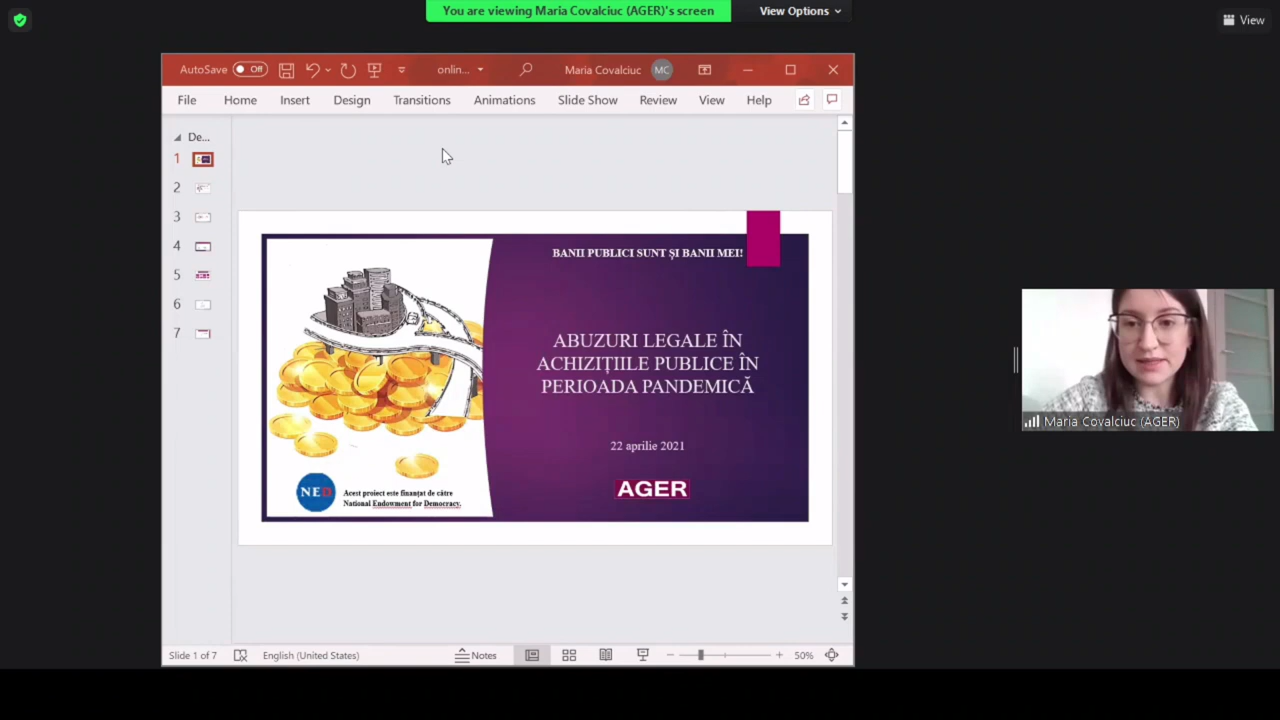 You are viewing Maria Covalciuc (AGER)'s screen
View Options
View
AutoSave
Off
onlin...
Maria Covalciuc
MC
File
Home
Insert
Design
Transitions
Animations
Slide Show
Review
View
Help
De...
1
2
3
4
5
6
7
BANII PUBLICI SUNT ȘI BANII MEI!
ABUZURI LEGALE ÎN
ACHIZIȚIILE PUBLICE ÎN
PERIOADA PANDEMICĂ
22 aprilie 2021
AGER
NED
Acest proiect este finanțat de către
National Endowment for Democracy.
Maria Covalciuc (AGER)
Slide 1 of 7
English (United States)
Notes
50%